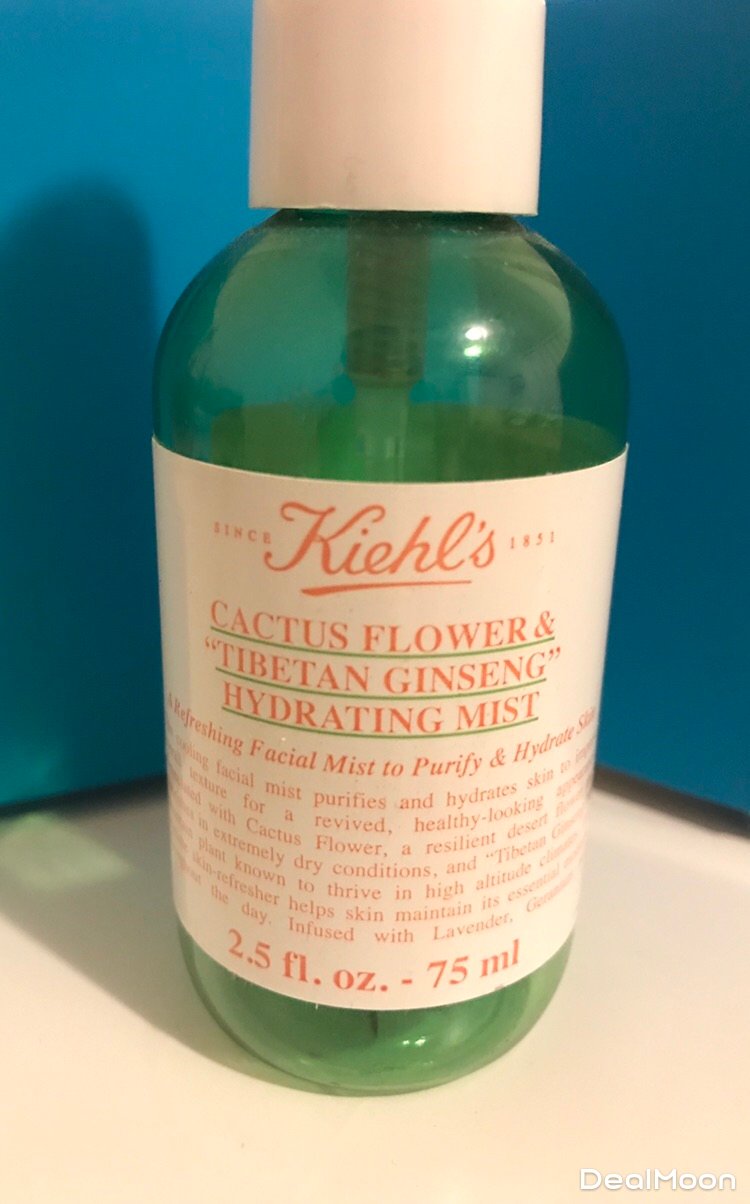 SINCE Kiehl's 1851
CACTUS FLOWER &
"TIBETAN GINSENG"
HYDRATING MIST
A Refreshing Facial Mist to Purify & Hydrate Skin
facial mist purifies and hydrates skin to
texture for a revived, healthy-looking
with Cactus Flower, a resilient desert
in extremely dry conditions, and "Tibetan
plant known to thrive in high altitude
skin-refresher helps skin maintain its essential
the day. Infused with Lavender, Geranium
2.5 fl. oz. - 75 ml
DealMoon